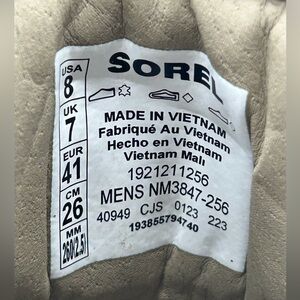 SOREL
USA 8
UK 7
EUR 41
CM 26
MM 260(2.5)
MADE IN VIETNAM
Fabriqué Au Vietnam
Hecho en Vietnam
Vietnam Malı
1921211256
MENS NM3847-256
40949 CJS 0123 223
193855794740